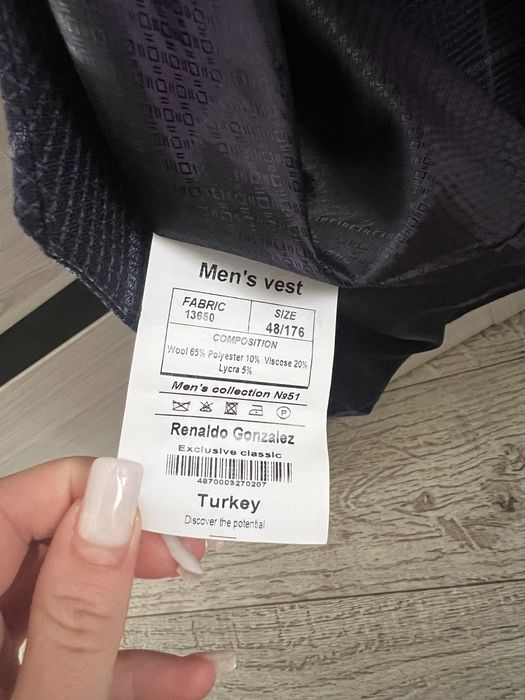 Men's vest
FABRIC
13650
SIZE
48/176
COMPOSITION
Wool 65% Polyester 10% Viscose 20%
Lycra 5%
Men's collection №51
P
Renaldo Gonzalez
Exclusive classic
4870003270207
Turkey
Discover the potential